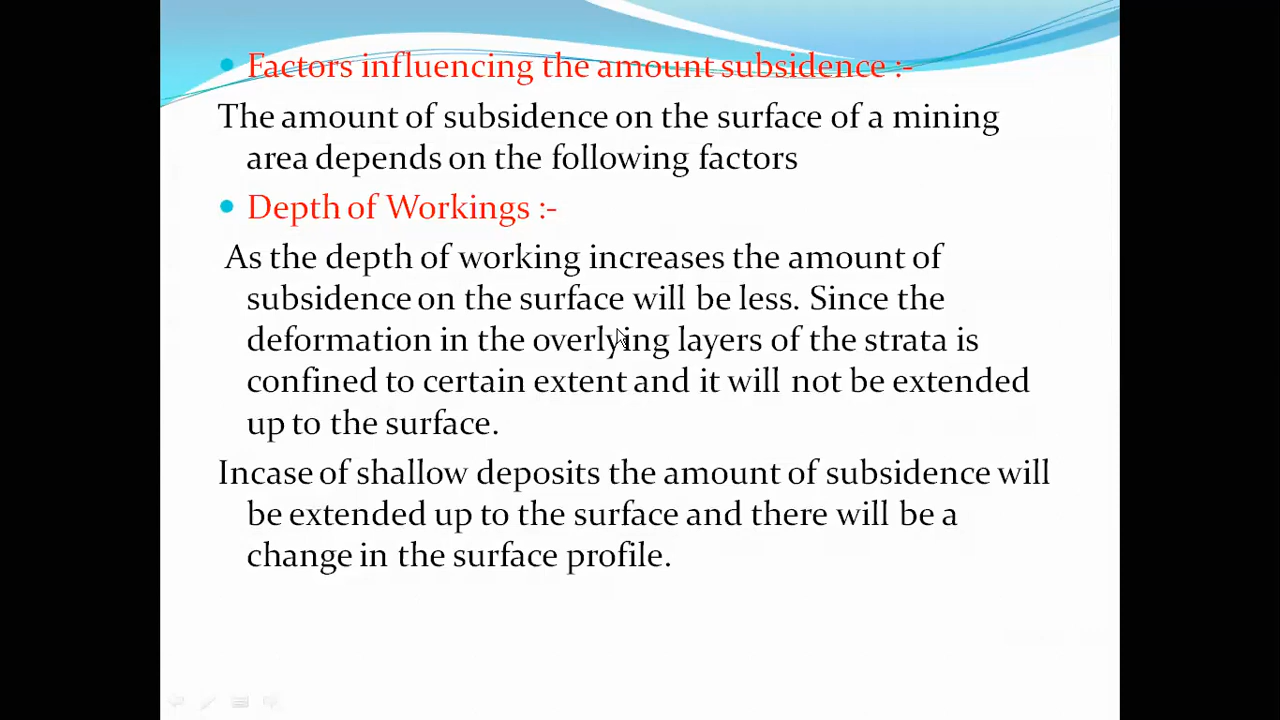 • Factors influencing the amount subsidence :-
The amount of subsidence on the surface of a mining
area depends on the following factors
• Depth of Workings :-
As the depth of working increases the amount of
subsidence on the surface will be less. Since the
deformation in the overlying layers of the strata is
confined to certain extent and it will not be extended
up to the surface.
Incase of shallow deposits the amount of subsidence will
be extended up to the surface and there will be a
change in the surface profile.